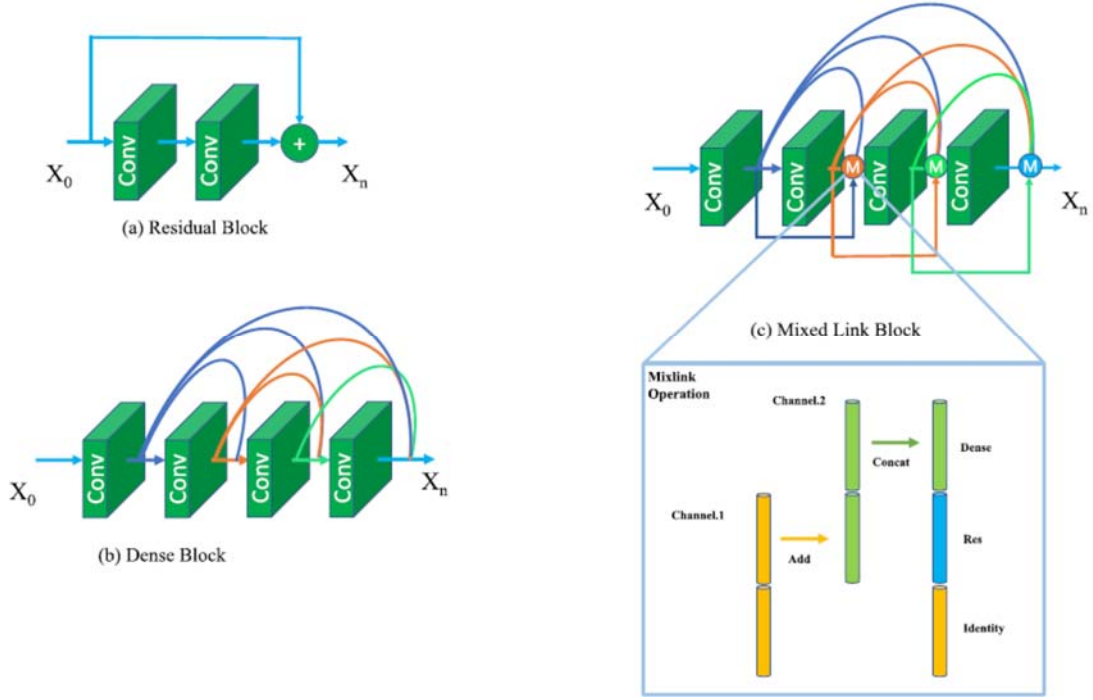 X0
Conv
Conv
+
Xn
(a) Residual Block
X0
Conv
Conv
Conv
Conv
Xn
(b) Dense Block
X0
Conv
Conv
M
Conv
M
Conv
M
Xn
(c) Mixed Link Block
Mixlink
Operation
Channel.2
Concat
Dense
Channel.1
Add
Res
Identity